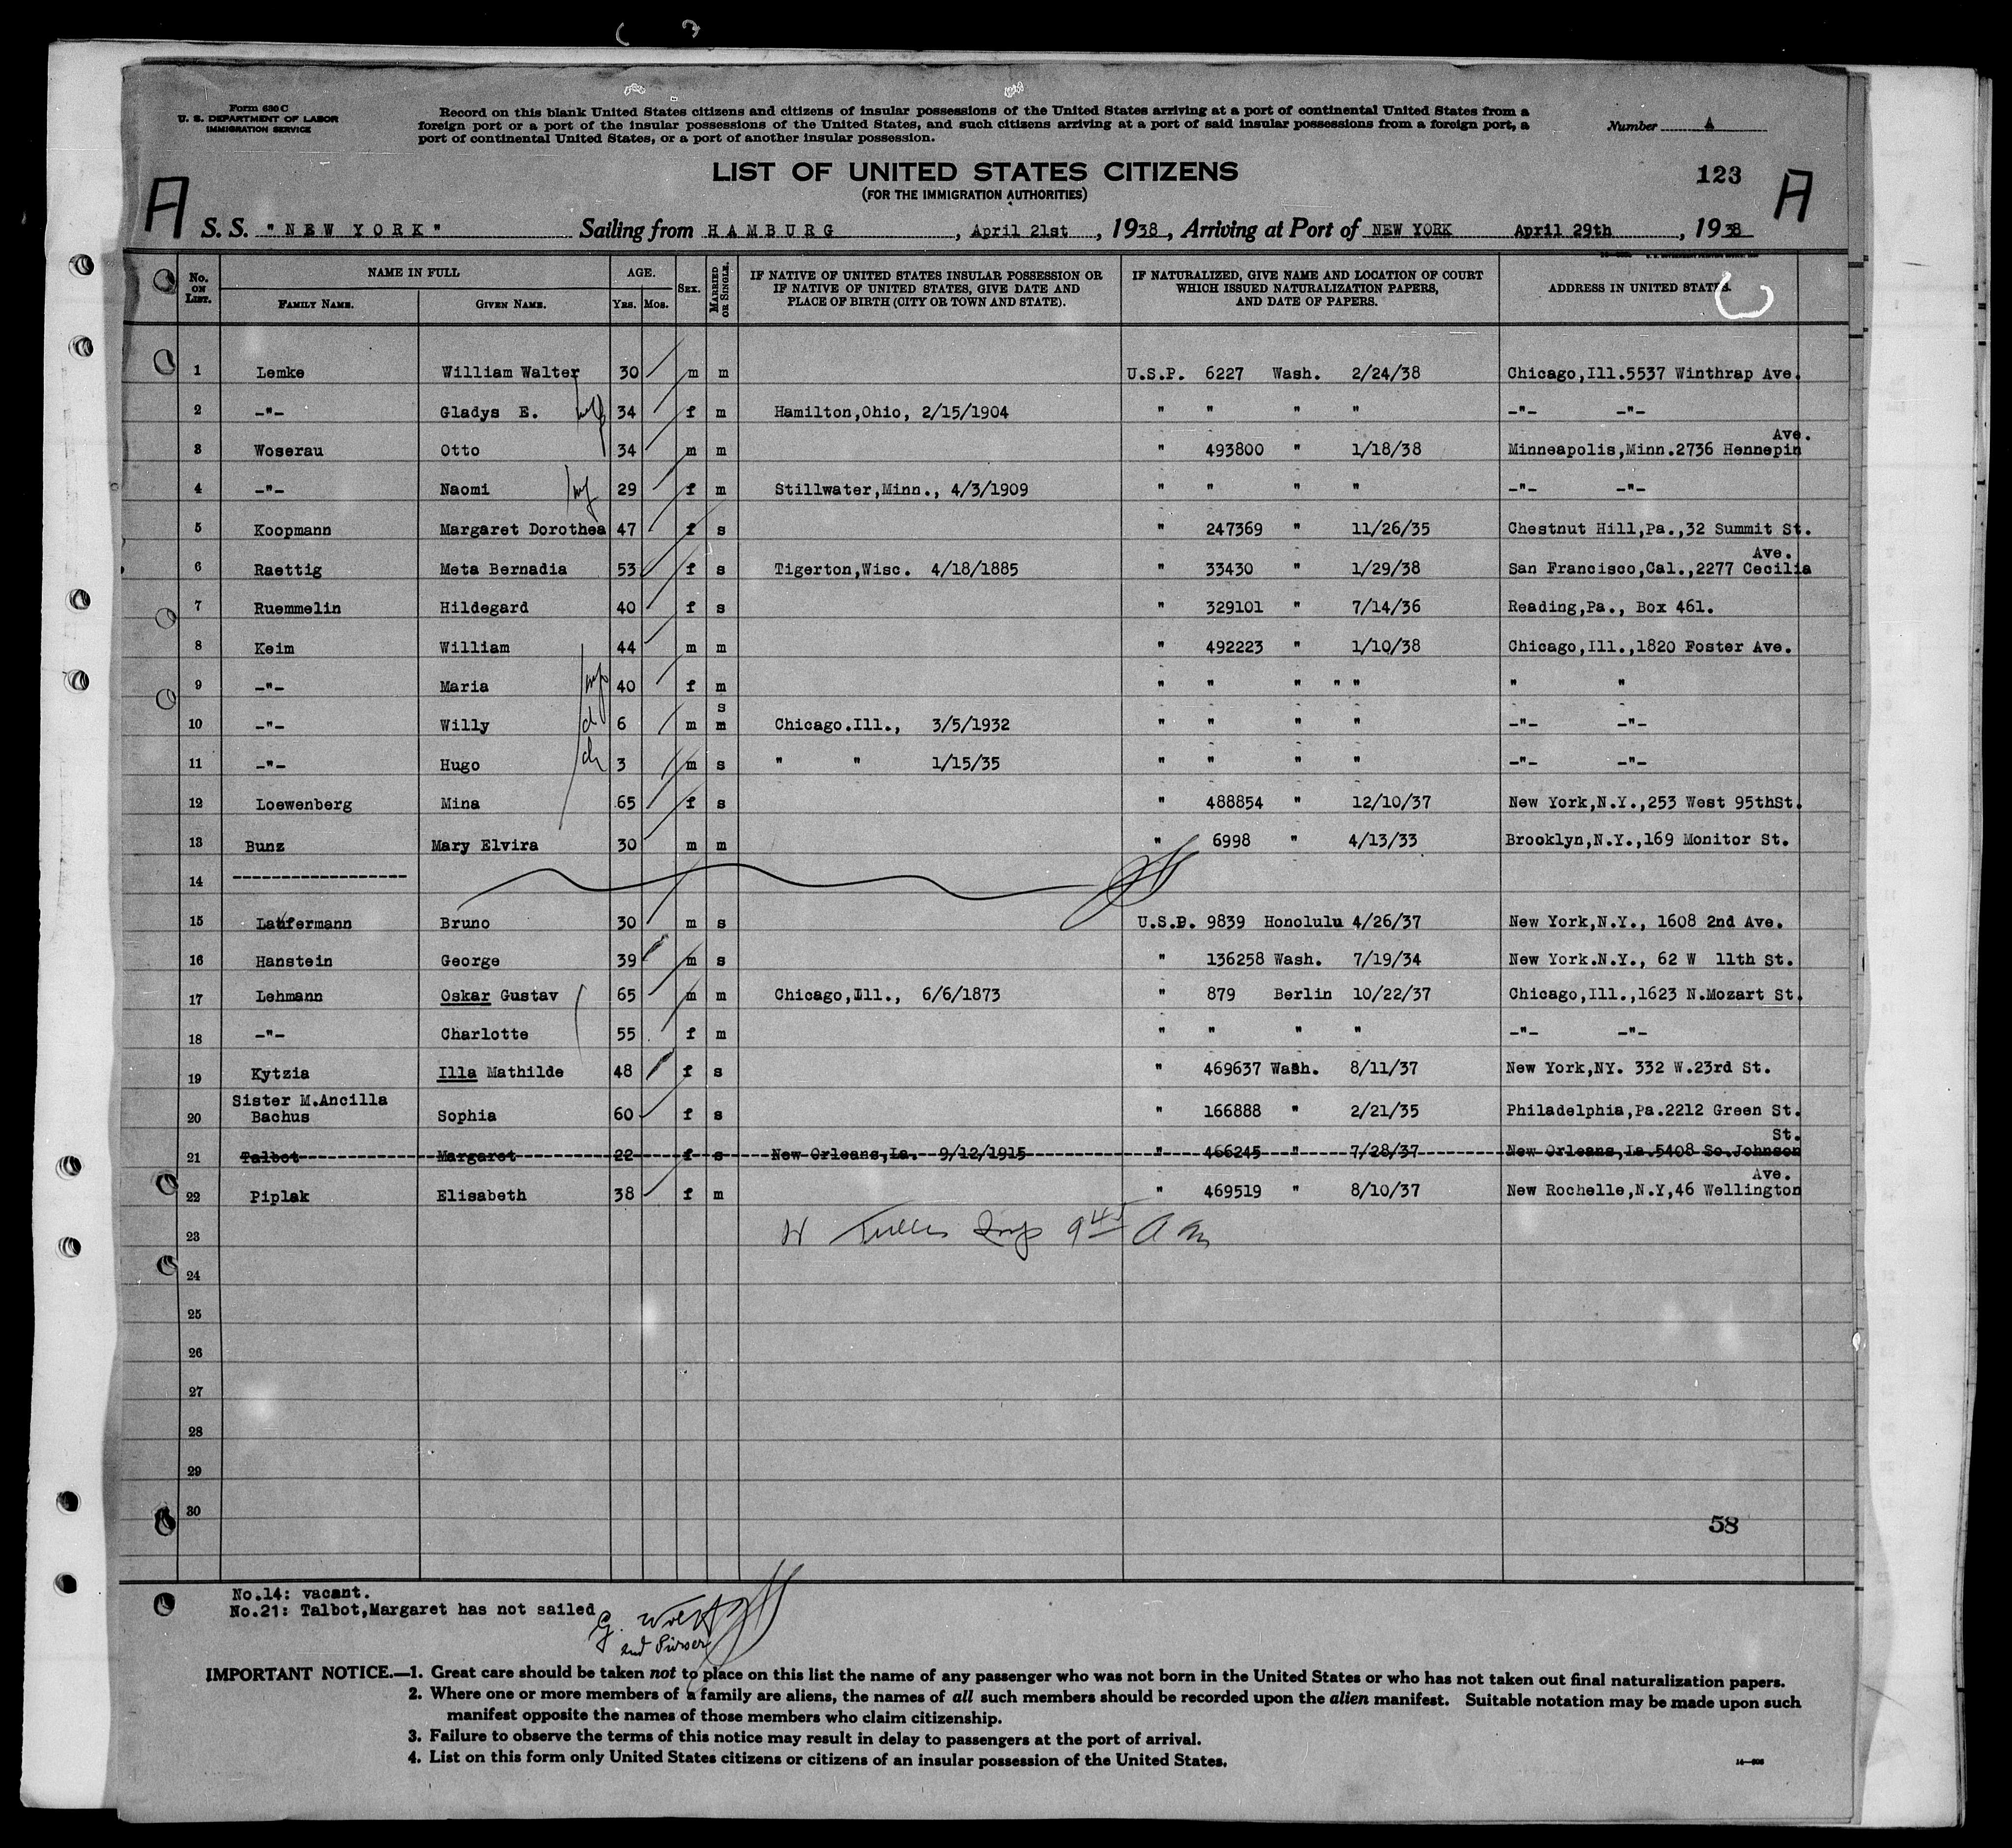 Form 630 C
U. S. DEPARTMENT OF LABOR
IMMIGRATION SERVICE
Record on this blank United States citizens and citizens of insular possessions of the United States arriving at a port of continental United States from a
foreign port or a port of the insular possessions of the United States, and such citizens arriving at a port of said insular possessions from a foreign port, a
port of continental United States, or a port of another insular possession.
Number A
LIST OF UNITED STATES CITIZENS
(FOR THE IMMIGRATION AUTHORITIES)
123
A A
S. S. "NEW YORK" Sailing from HAMBURG, April 21st, 1938, Arriving at Port of NEW YORK April 29th, 1938
No. ON LIST. NAME IN FULL FAMILY NAME. GIVEN NAME. AGE. YRS. MOS. SEX. MARRIED OR SINGLE. IF NATIVE OF UNITED STATES INSULAR POSSESSION OR IF NATIVE OF UNITED STATES, GIVE DATE AND PLACE OF BIRTH (CITY OR TOWN AND STATE). IF NATURALIZED, GIVE NAME AND LOCATION OF COURT WHICH ISSUED NATURALIZATION PAPERS, AND DATE OF PAPERS. ADDRESS IN UNITED STATES.
1 Lemke William Walter 30 m m U.S.P. 6227 Wash. 2/24/38 Chicago,Ill.5537 Winthrap Ave.
2 -"- Gladys E. wf 34 f m Hamilton,Ohio, 2/15/1904 " " " " -"- -"-
3 Woserau Otto 34 m m " 493800 " 1/18/38 Minneapolis,Minn.2736 Hennepin Ave.
4 -"- Naomi wf 29 f m Stillwater,Minn., 4/3/1909 " " " " -"- -"-
5 Koopmann Margaret Dorothea 47 f s " 247369 " 11/26/35 Chestnut Hill,Pa.,32 Summit St.
6 Raettig Meta Bernadia 53 f s Tigerton,Wisc. 4/18/1885 " 33430 " 1/29/38 San Francisco,Cal.,2277 Cecilia Ave.
7 Ruemmelin Hildegard 40 f s " 329101 " 7/14/36 Reading,Pa., Box 461.
8 Keim William 44 m m " 492223 " 1/10/38 Chicago,Ill.,1820 Foster Ave.
9 -"- Maria wf 40 f m " " " " " " "
10 -"- Willy ch 6 m m s Chicago.Ill., 3/5/1932 " " " " -"- -"-
11 -"- Hugo ch 3 m s " " 1/15/35 " " " " -"- -"-
12 Loewenberg Mina 65 f s " 488854 " 12/10/37 New York,N.Y.,253 West 95thSt.
13 Bunz Mary Elvira 30 m m " 6998 " 4/13/33 Brooklyn,N.Y.,169 Monitor St.
14 ------------------
15 Laufermann Bruno 30 m s U.S.P. 9839 Honolulu 4/26/37 New York,N.Y., 1608 2nd Ave.
16 Hanstein George 39 m s " 136258 Wash. 7/19/34 New York.N.Y., 62 W 11th St.
17 Lehmann Oskar Gustav 65 m m Chicago,Ill., 6/6/1873 " 879 Berlin 10/22/37 Chicago,Ill.,1623 N.Mozart St.
18 -"- Charlotte 55 f m " " " " -"- -"-
19 Kytzia Illa Mathilde 48 f s " 469637 Wash. 8/11/37 New York,NY. 332 W.23rd St.
20 Sister M.Ancilla Bachus Sophia 60 f s " 166888 " 2/21/35 Philadelphia,Pa.2212 Green St.
21 Talbot Margaret 22 f s New Orleans,La. 9/12/1915 " 466245 " 7/28/37 New Orleans,La.5408 So.Johnson St.
22 Piplak Elisabeth 38 f m " 469519 " 8/10/37 New Rochelle,N.Y,46 Wellington Ave.
23 Insp 9 45 A m
24
25
26
27
28
29
30
58
No.14: vacant.
No.21: Talbot,Margaret has not sailed
G.
2nd Purser
IMPORTANT NOTICE.—1. Great care should be taken not to place on this list the name of any passenger who was not born in the United States or who has not taken out final naturalization papers.
2. Where one or more members of a family are aliens, the names of all such members should be recorded upon the alien manifest. Suitable notation may be made upon such
manifest opposite the names of those members who claim citizenship.
3. Failure to observe the terms of this notice may result in delay to passengers at the port of arrival.
4. List on this form only United States citizens or citizens of an insular possession of the United States.